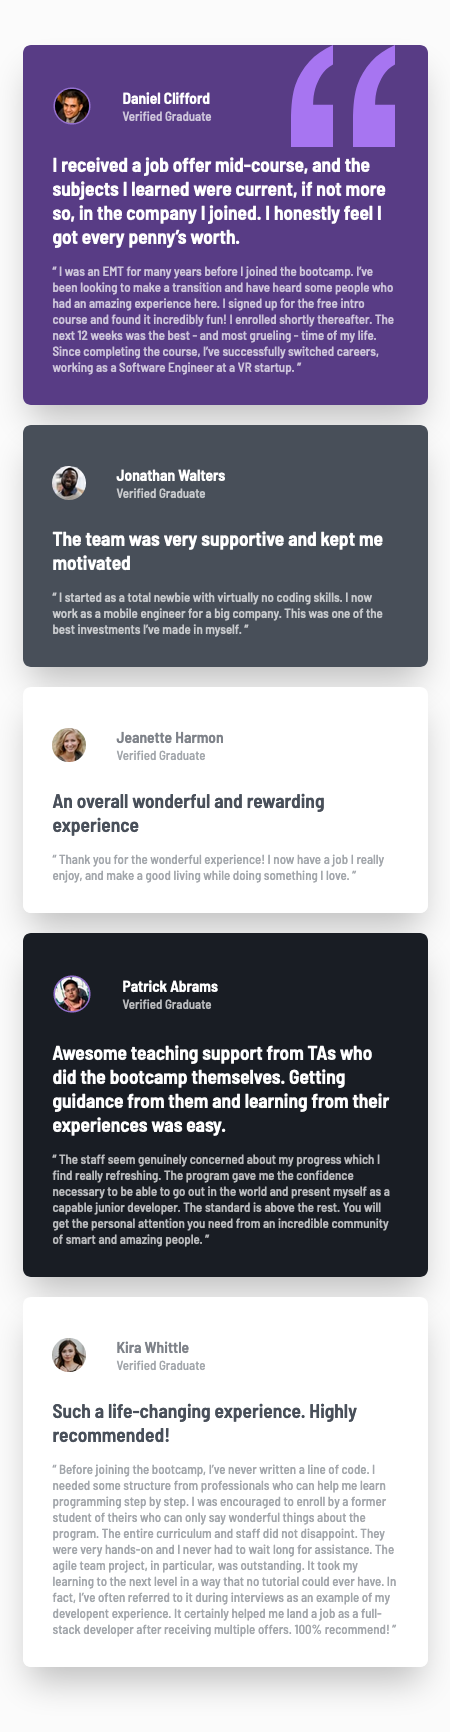 Daniel Clifford
Verified Graduate
I received a job offer mid-course, and the
subjects I learned were current, if not more
so, in the company I joined. I honestly feel I
got every penny’s worth.
“ I was an EMT for many years before I joined the bootcamp. I’ve
been looking to make a transition and have heard some people who
had an amazing experience here. I signed up for the free intro
course and found it incredibly fun! I enrolled shortly thereafter. The
next 12 weeks was the best - and most grueling - time of my life.
Since completing the course, I’ve successfully switched careers,
working as a Software Engineer at a VR startup. ”
Jonathan Walters
Verified Graduate
The team was very supportive and kept me
motivated
“ I started as a total newbie with virtually no coding skills. I now
work as a mobile engineer for a big company. This was one of the
best investments I’ve made in myself. ”
Jeanette Harmon
Verified Graduate
An overall wonderful and rewarding
experience
“ Thank you for the wonderful experience! I now have a job I really
enjoy, and make a good living while doing something I love. ”
Patrick Abrams
Verified Graduate
Awesome teaching support from TAs who
did the bootcamp themselves. Getting
guidance from them and learning from their
experiences was easy.
“ The staff seem genuinely concerned about my progress which I
find really refreshing. The program gave me the confidence
necessary to be able to go out in the world and present myself as a
capable junior developer. The standard is above the rest. You will
get the personal attention you need from an incredible community
of smart and amazing people. ”
Kira Whittle
Verified Graduate
Such a life-changing experience. Highly
recommended!
“ Before joining the bootcamp, I’ve never written a line of code. I
needed some structure from professionals who can help me learn
programming step by step. I was encouraged to enroll by a former
student of theirs who can only say wonderful things about the
program. The entire curriculum and staff did not disappoint. They
were very hands-on and I never had to wait long for assistance. The
agile team project, in particular, was outstanding. It took my
learning to the next level in a way that no tutorial could ever have. In
fact, I’ve often referred to it during interviews as an example of my
developent experience. It certainly helped me land a job as a full-
stack developer after receiving multiple offers. 100% recommend! ”